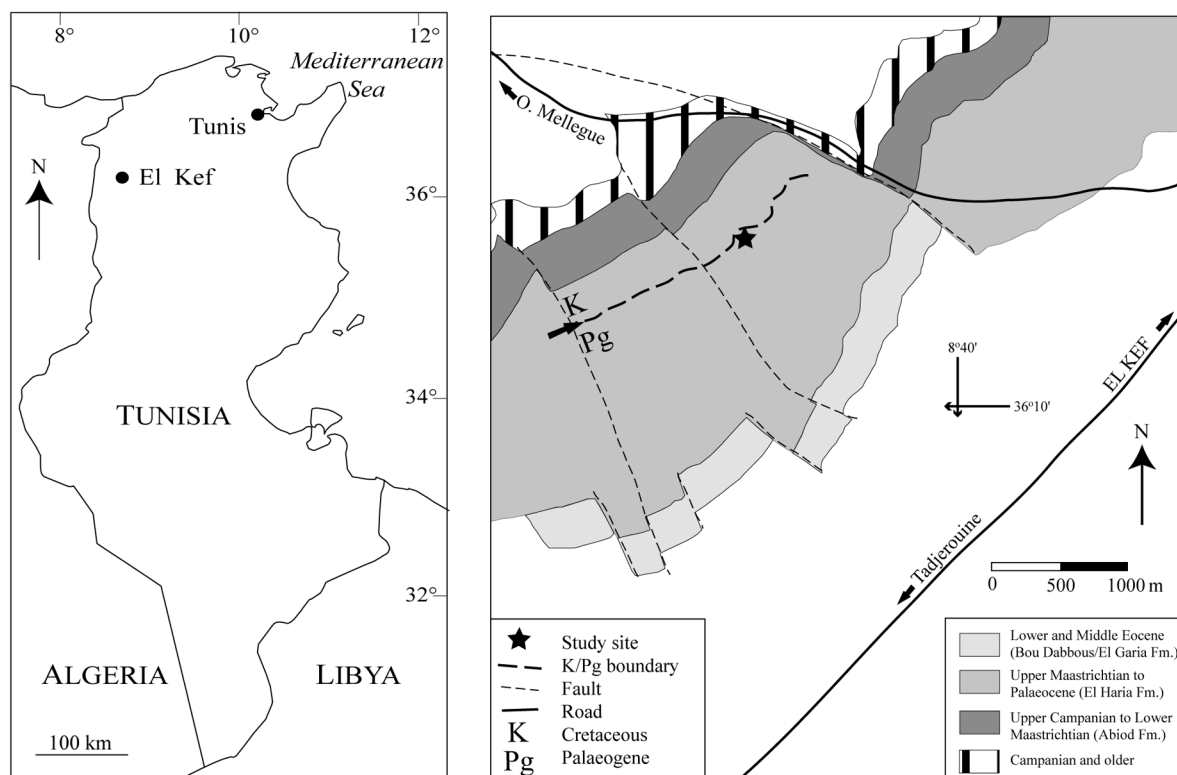 8°
10°
12°
Mediterranean
Sea
Tunis
N
El Kef
36°
34°
TUNISIA
32°
ALGERIA
LIBYA
100 km
O. Mellegue
K
Pg
8°40'
36°10'
EL KEF
N
Tadjerouine
0 500 1000 m
Study site
K/Pg boundary
Fault
Road
K Cretaceous
Pg Palaeogene
Lower and Middle Eocene
(Bou Dabbous/El Garia Fm.)
Upper Maastrichtian to
Palaeocene (El Haria Fm.)
Upper Campanian to Lower
Maastrichtian (Abiod Fm.)
Campanian and older